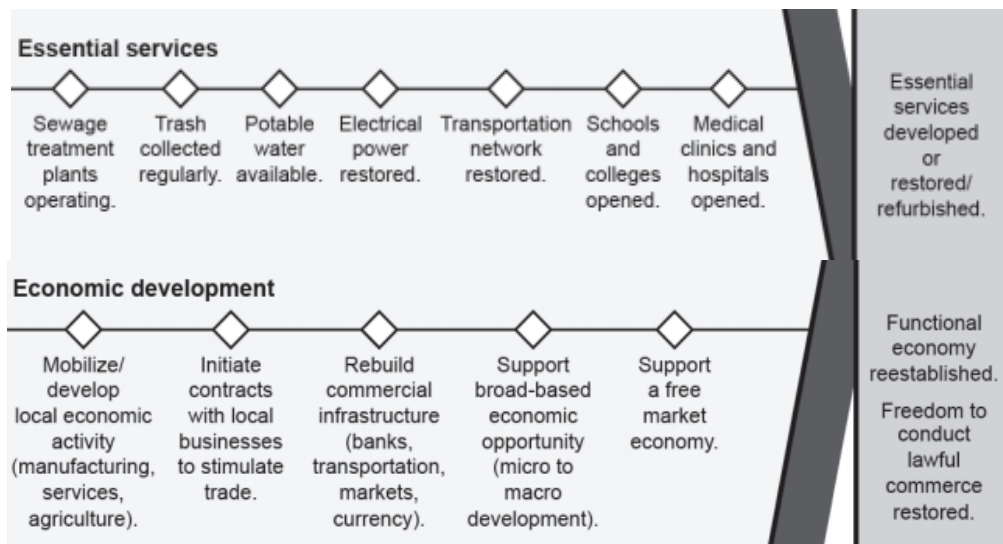 Essential services
Sewage
treatment
plants
operating.
Trash
collected
regularly.
Potable
water
available.
Electrical
power
restored.
Transportation
network
restored.
Schools
and
colleges
opened.
Medical
clinics and
hospitals
opened.
Essential
services
developed
or
restored/
refurbished.
Economic development
Mobilize/
develop
local economic
activity
(manufacturing,
services,
agriculture).
Initiate
contracts
with local
businesses
to stimulate
trade.
Rebuild
commercial
infrastructure
(banks,
transportation,
markets,
currency).
Support
broad-based
economic
opportunity
(micro to
macro
development).
Support
a free
market
economy.
Functional
economy
reestablished.
Freedom to
conduct
lawful
commerce
restored.